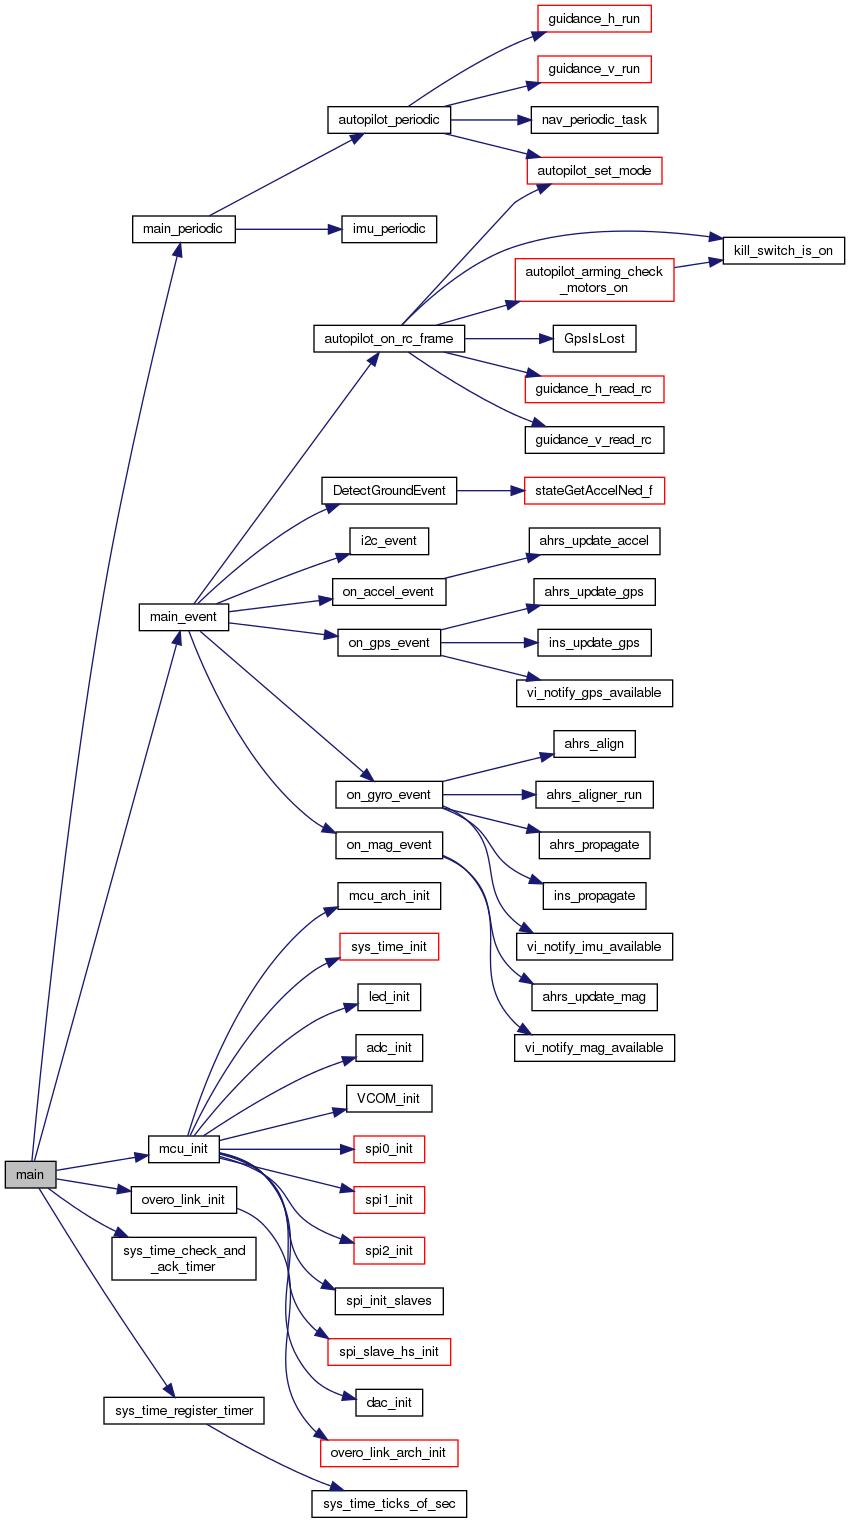 guidance_h_run
guidance_v_run
autopilot_periodic
nav_periodic_task
autopilot_set_mode
main_periodic
imu_periodic
kill_switch_is_on
autopilot_arming_check
_motors_on
autopilot_on_rc_frame
GpsIsLost
guidance_h_read_rc
guidance_v_read_rc
DetectGroundEvent
stateGetAccelNed_f
i2c_event
ahrs_update_accel
on_accel_event
ahrs_update_gps
main_event
on_gps_event
ins_update_gps
vi_notify_gps_available
ahrs_align
on_gyro_event
ahrs_aligner_run
on_mag_event
ahrs_propagate
mcu_arch_init
ins_propagate
sys_time_init
vi_notify_imu_available
led_init
ahrs_update_mag
adc_init
vi_notify_mag_available
VCOM_init
mcu_init
spi0_init
main
overo_link_init
spi1_init
sys_time_check_and
_ack_timer
spi2_init
spi_init_slaves
spi_slave_hs_init
dac_init
sys_time_register_timer
overo_link_arch_init
sys_time_ticks_of_sec